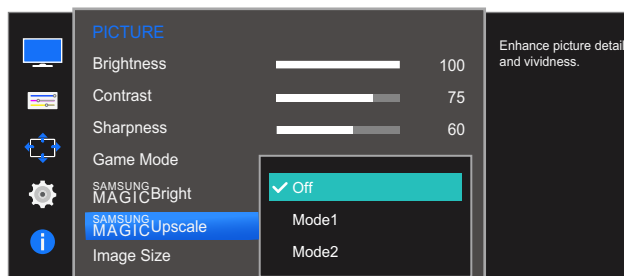 PICTURE
Brightness 100
Contrast 75
Sharpness 60
Game Mode
SAMSUNG MAGIC Bright
SAMSUNG MAGIC Upscale
Image Size
Off
Mode1
Mode2
Enhance picture detail
and vividness.